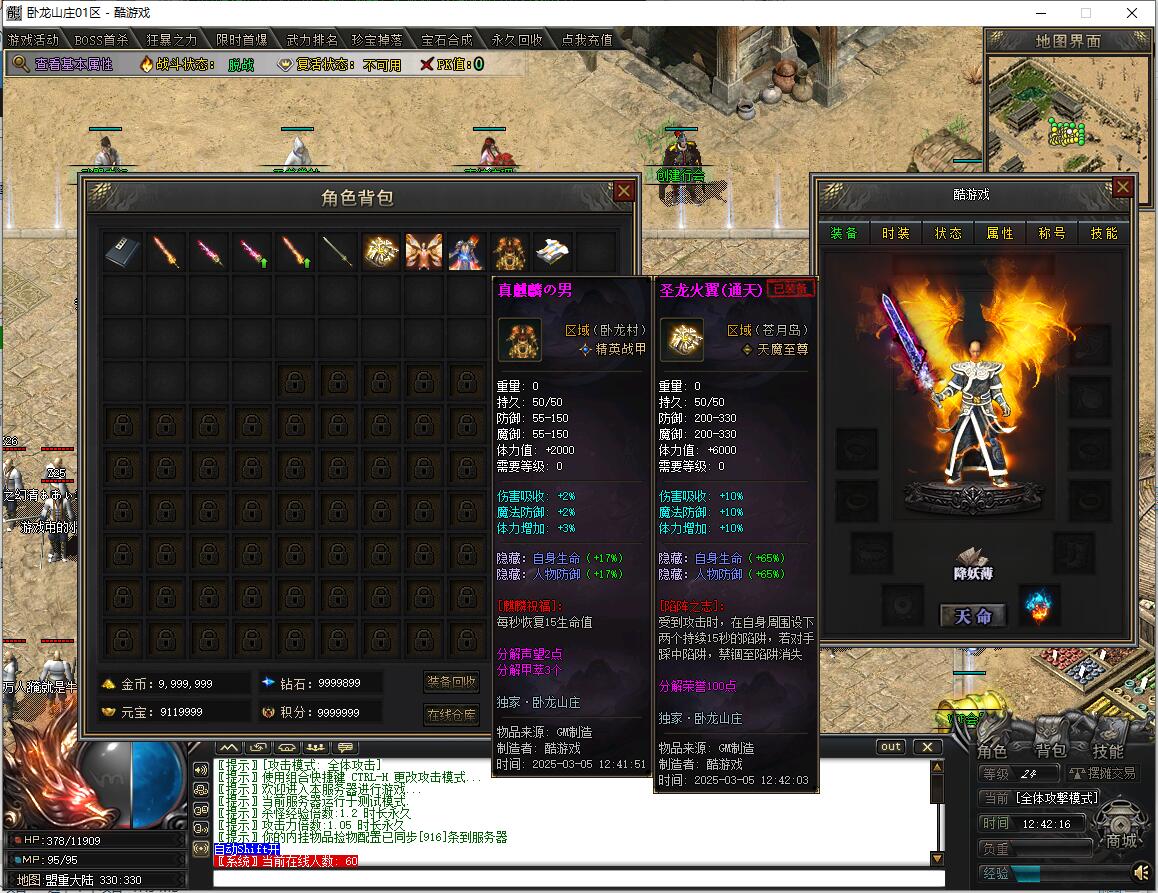 卧龙山庄01区 - 酷游戏
游戏活动 BOSS首杀 狂暴之力 限时首爆 武力排名 珍宝掉落 宝石合成 永久回收 点我充值
查看基本属性 战斗状态: 脱战 复活状态: 不可用 PK值:0
地图界面
创建行会
角色背包
酷游戏
装备 时装 状态 属性 称号 技能
真麒麟の男
区域(卧龙村)
精英战甲
重量: 0
持久: 50/50
防御: 55-150
魔御: 55-150
体力值: +2000
需要等级: 0
伤害吸收: +2%
魔法防御: +2%
体力增加: +3%
隐藏: 自身生命 (+17%)
隐藏: 人物防御 (+17%)
[麒麟祝福]:
每秒恢复15生命值
分解声望2点
分解甲萃3个
独家·卧龙山庄
物品来源: GM制造
制造者: 酷游戏
时间: 2025-03-05 12:41:51
圣龙火翼(通天) 已装备
区域(苍月岛)
天魔至尊
重量: 0
持久: 50/50
防御: 200-330
魔御: 200-330
体力值: +6000
需要等级: 0
伤害吸收: +10%
魔法防御: +10%
体力增加: +10%
隐藏: 自身生命 (+65%)
隐藏: 人物防御 (+65%)
[陷阵之志]:
受到攻击时，在自身周围设下
两个持续15秒的陷阱，若对手
踩中陷阱，禁锢至陷阱消失
分解荣誉100点
独家·卧龙山庄
物品来源: GM制造
制造者: 酷游戏
时间: 2025-03-05 12:42:03
降妖薄
天命
725
金币: 9,999,999 钻石: 9999899 装备回收
元宝: 9119999 积分: 9999999 在线仓库
out
【提示】[攻击模式: 全体攻击]
【提示】使用组合快捷键 CTRL-H 更改攻击模式...
【提示】欢迎进入本服务器进行游戏...
【提示】当前服务器运行于测试模式.
【提示】杀怪经验倍数:1.2 时长永久
【提示】攻击力倍数:1.05 时长永久
【提示】你的内挂物品捡物配置已同步[916]条到服务器
自动Shift开
【系统】当前在线人数: 60
HP:378/11909
MP:95/95
地图:盟重大陆 330:330
角色 背包 技能
等级 24 摆摊交易
当前 [全体攻击模式]
时间 12:42:16
商城
负重
经验